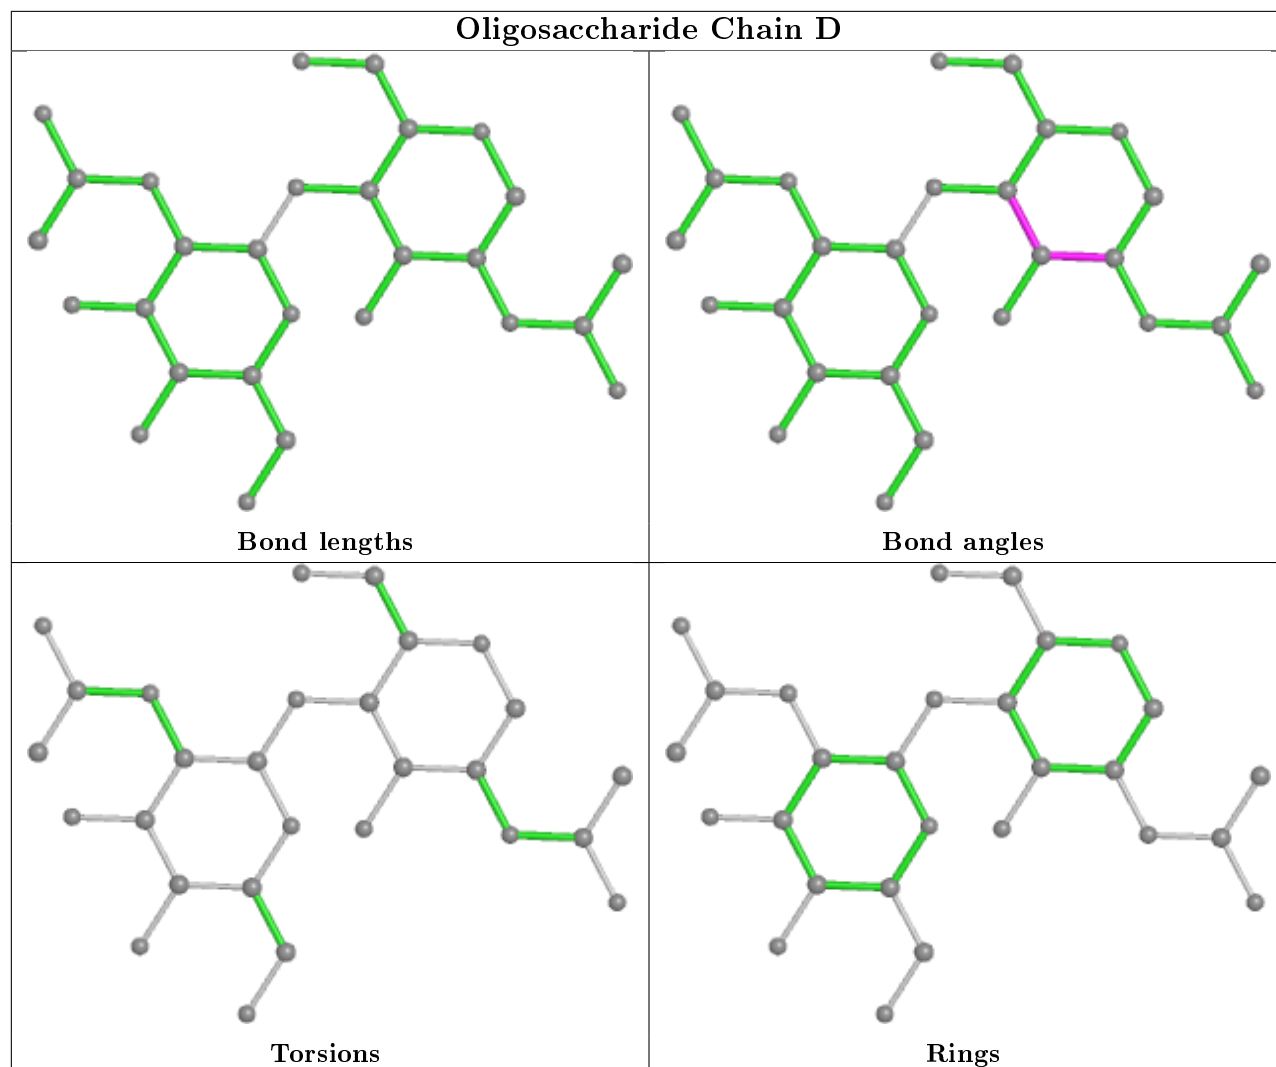 Oligosaccharide Chain D
Bond lengths
Bond angles
Torsions
Rings